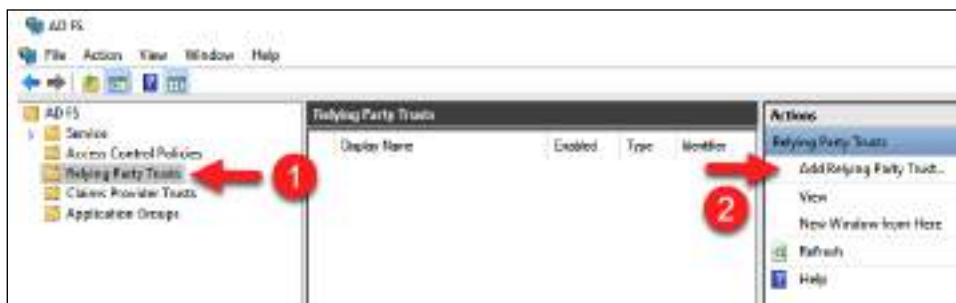 AD FS
File Action View Window Help
AD FS
Service
Access Control Policies
Relying Party Trusts
Claims Provider Trusts
Application Groups
1
Relying Party Trusts
Display Name Enabled Type Identifier
2
Actions
Relying Party Trusts
Add Relying Party Trust...
View
New Window from Here
Refresh
Help